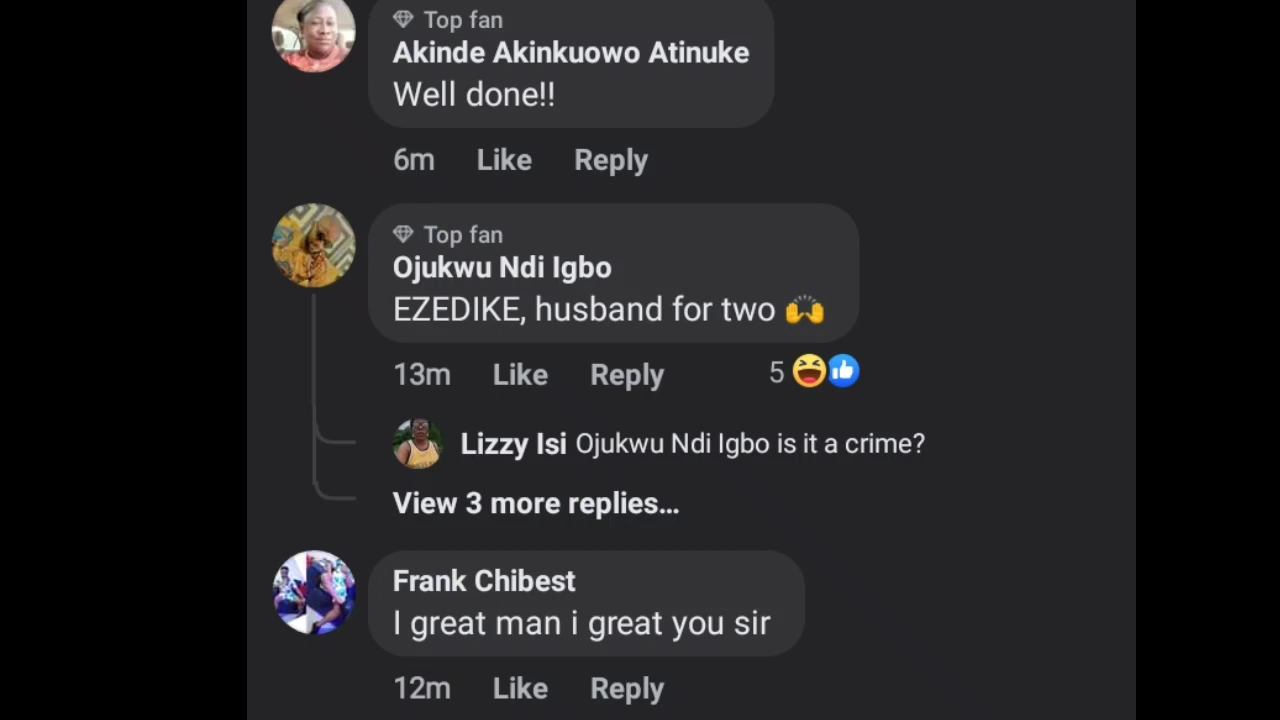 Top fan
Akinde Akinkuowo Atinuke
Well done!!
6m Like Reply
Top fan
Ojukwu Ndi Igbo
EZEDIKE, husband for two 🙌
13m Like Reply 5 😆👍
Lizzy Isi Ojukwu Ndi Igbo is it a crime?
View 3 more replies...
Frank Chibest
I great man i great you sir
12m Like Reply